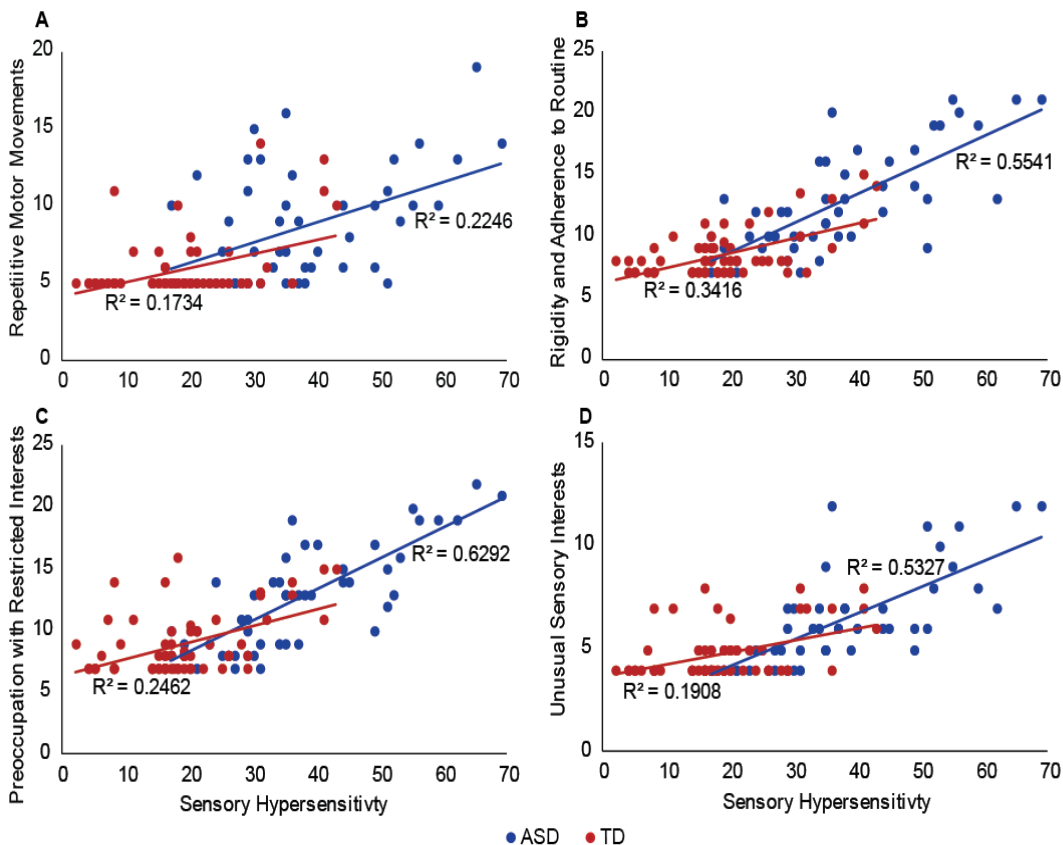 A
Repetiitive Motor Movements
20
15
10
5
0
R² = 0.2246
R² = 0.1734
0 10 20 30 40 50 60 70
B
Rigidity and Adherence to Routine
25
20
15
10
5
0
R² = 0.5541
R² = 0.3416
0 10 20 30 40 50 60 70
C
Preoccupation with Restricted Interests
25
20
15
10
5
0
R² = 0.6292
R² = 0.2462
0 10 20 30 40 50 60 70
Sensory Hypersensitivty
D
Unusual Sensory Interests
15
10
5
0
R² = 0.5327
R² = 0.1908
0 10 20 30 40 50 60 70
Sensory Hypersensitivty
ASD TD